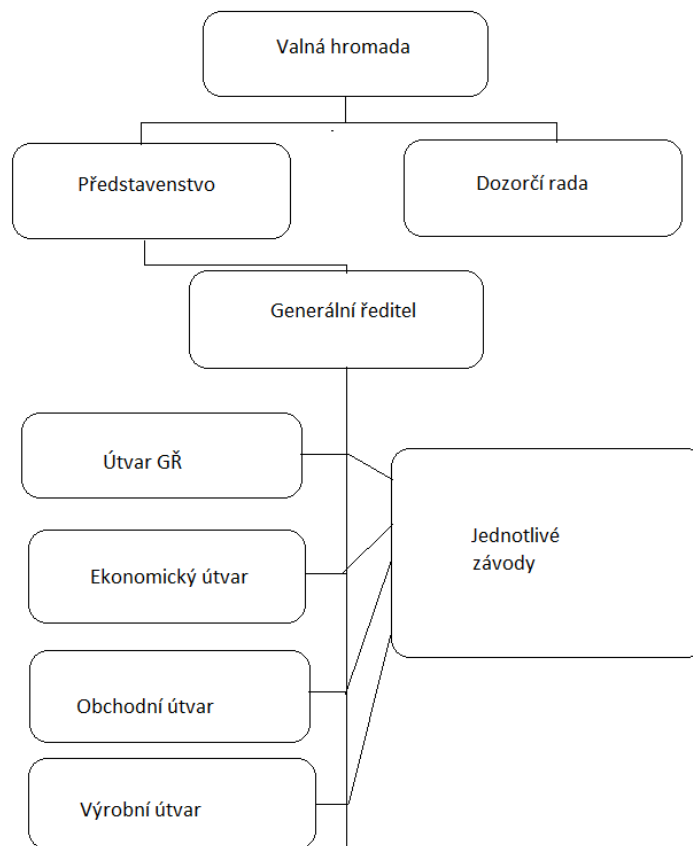 Valná hromada
Představenstvo
Dozorčí rada
Generální ředitel
Útvar GŘ
Jednotlivé
závody
Ekonomický útvar
Obchodní útvar
Výrobní útvar